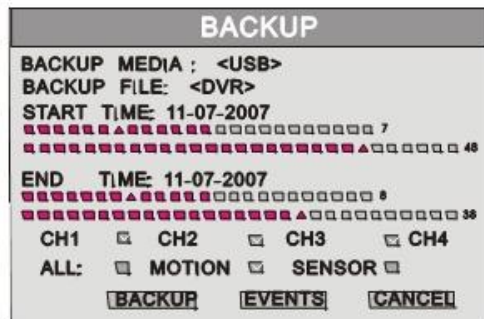 BACKUP
BACKUP MEDIA : <USB>
BACKUP FILE: <DVR>
START TIME: 11-07-2007
7
48
END TIME: 11-07-2007
8
38
CH1 CH2 CH3 CH4
ALL: MOTION SENSOR
BACKUP EVENTS CANCEL